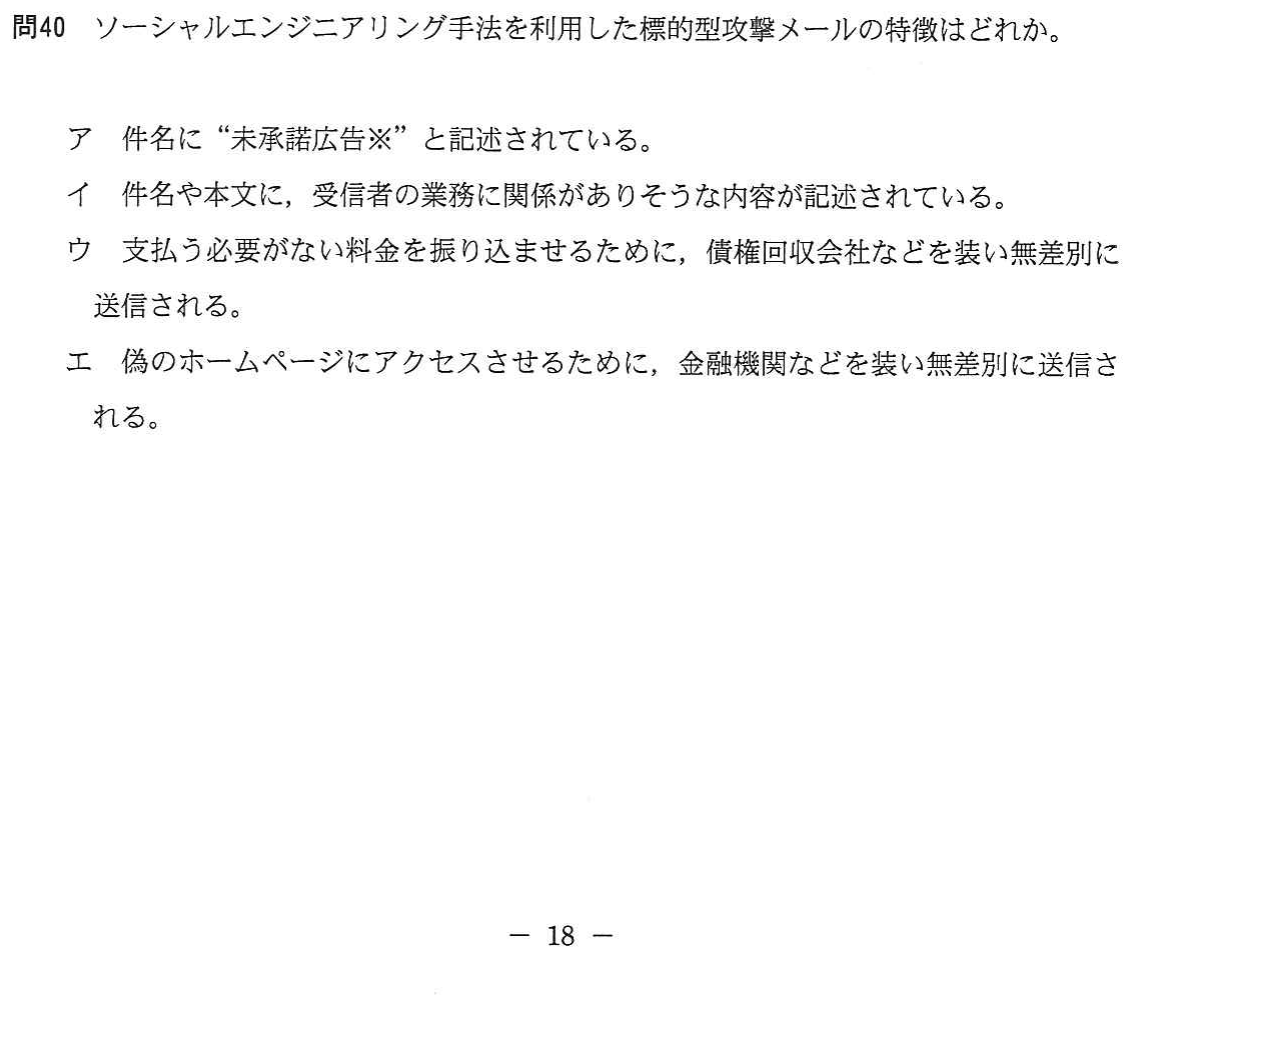 問40　ソーシャルエンジニアリング手法を利用した標的型攻撃メールの特徴はどれか。
ア　件名に“未承諾広告※”と記述されている。
イ　件名や本文に，受信者の業務に関係がありそうな内容が記述されている。
ウ　支払う必要がない料金を振り込ませるために，債権回収会社などを装い無差別に
送信される。
エ　偽のホームページにアクセスさせるために，金融機関などを装い無差別に送信さ
れる。
― 18 ―